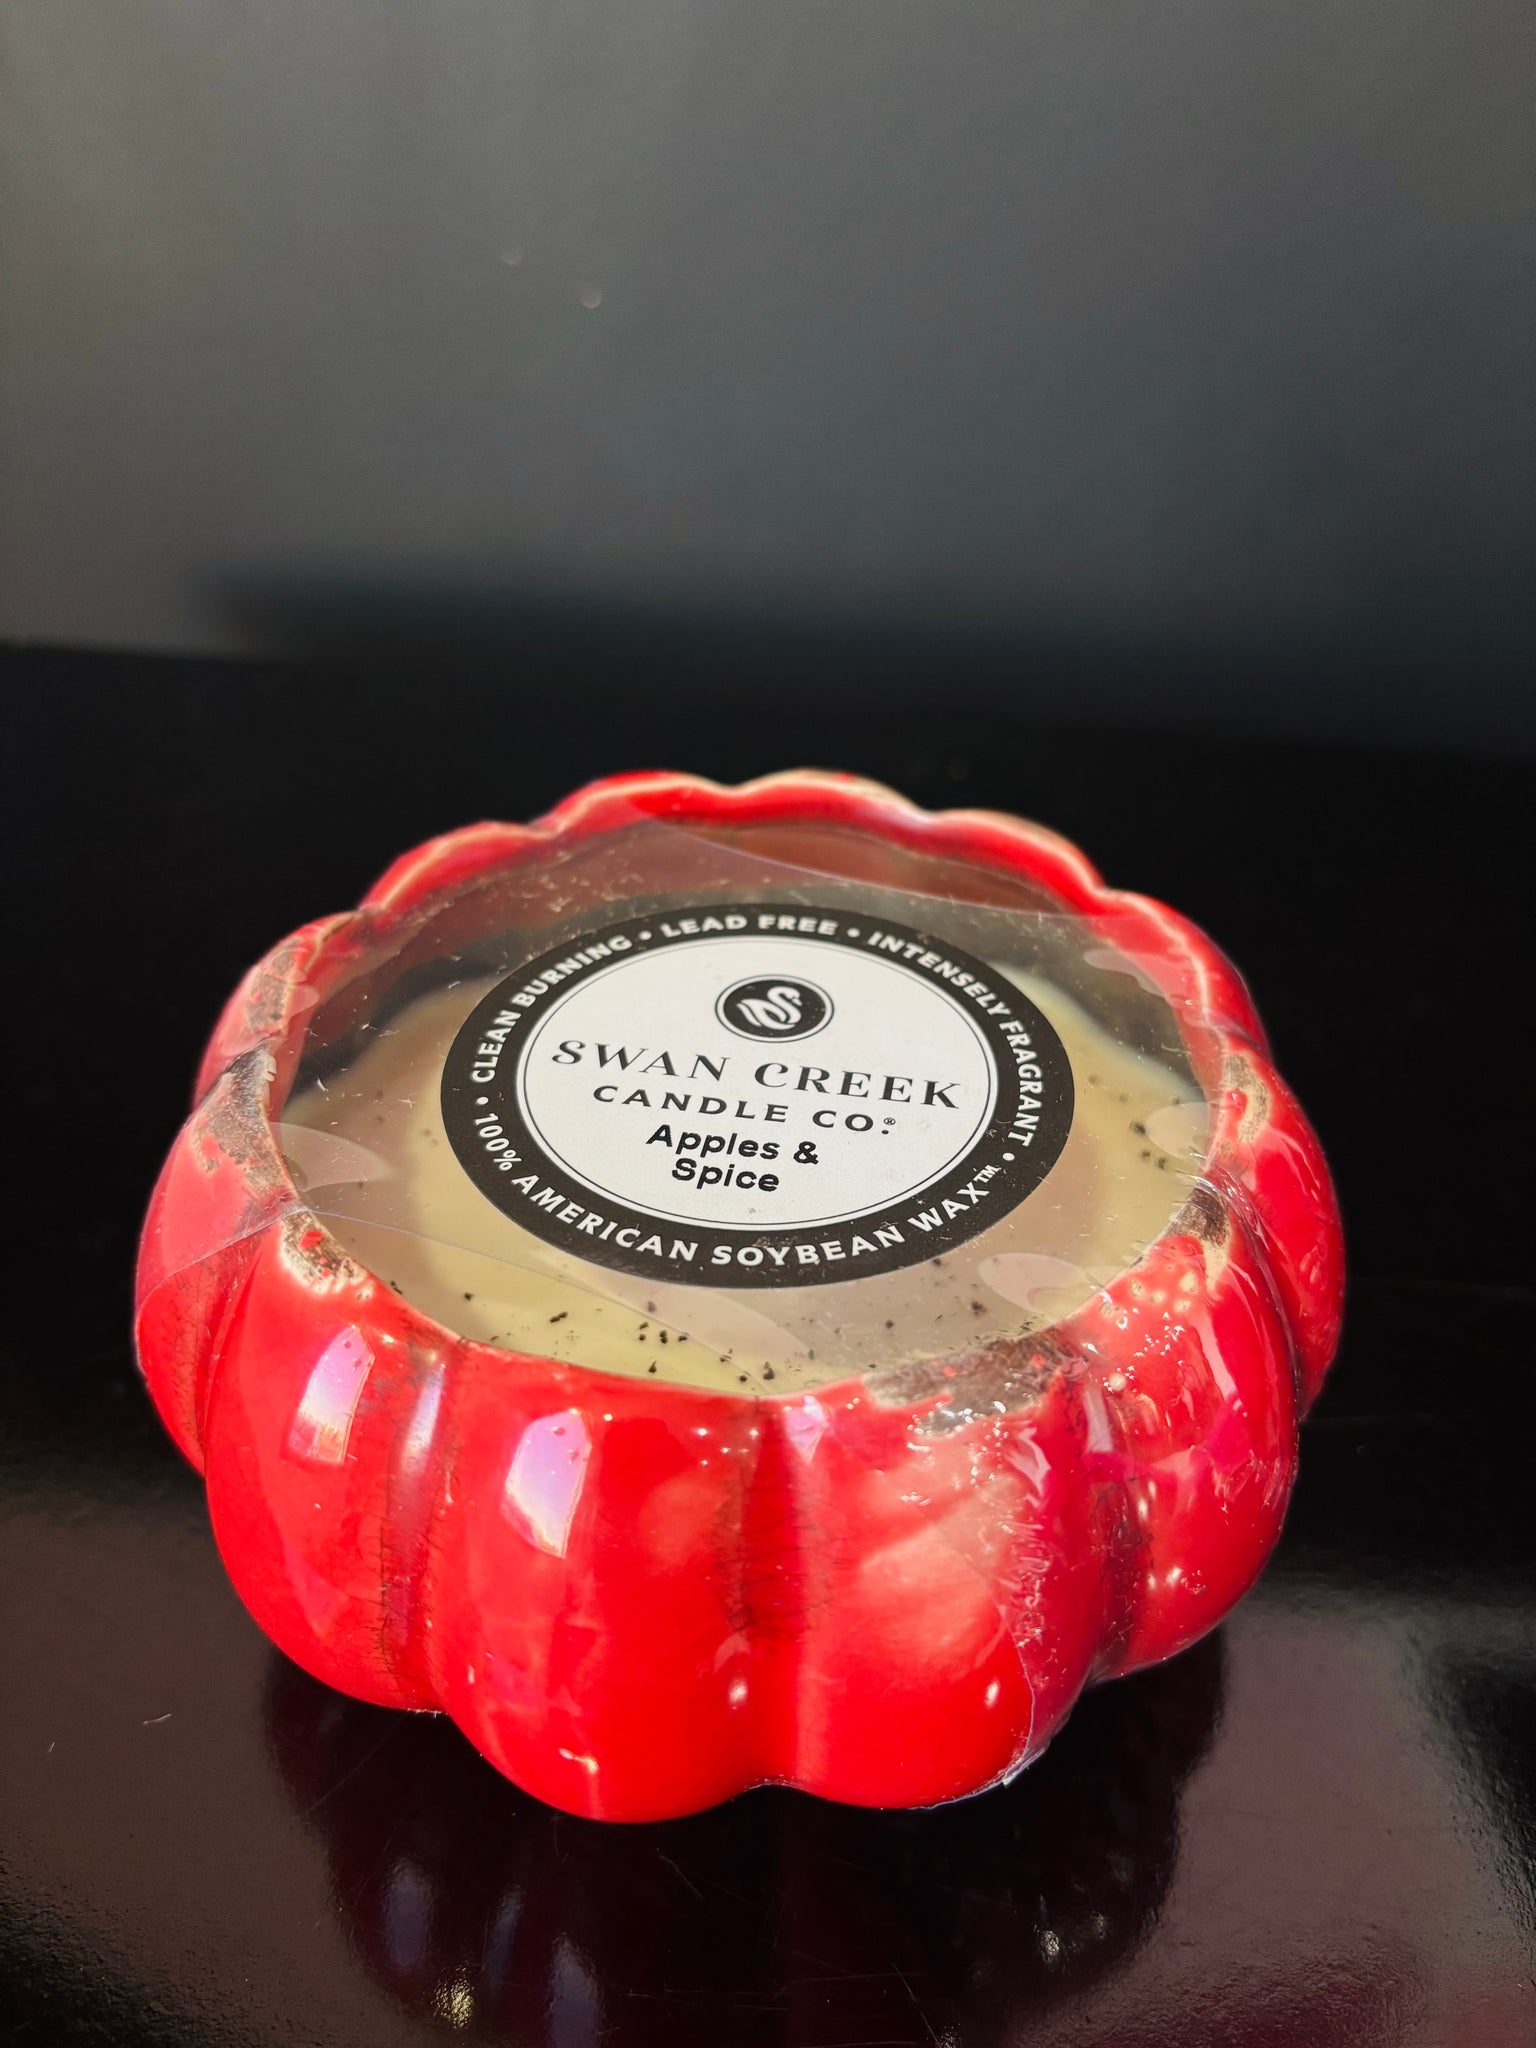 • CLEAN BURNING • LEAD FREE • INTENSELY FRAGRANT •
SWAN CREEK
CANDLE CO.®
Apples &
Spice
100% AMERICAN SOYBEAN WAX™